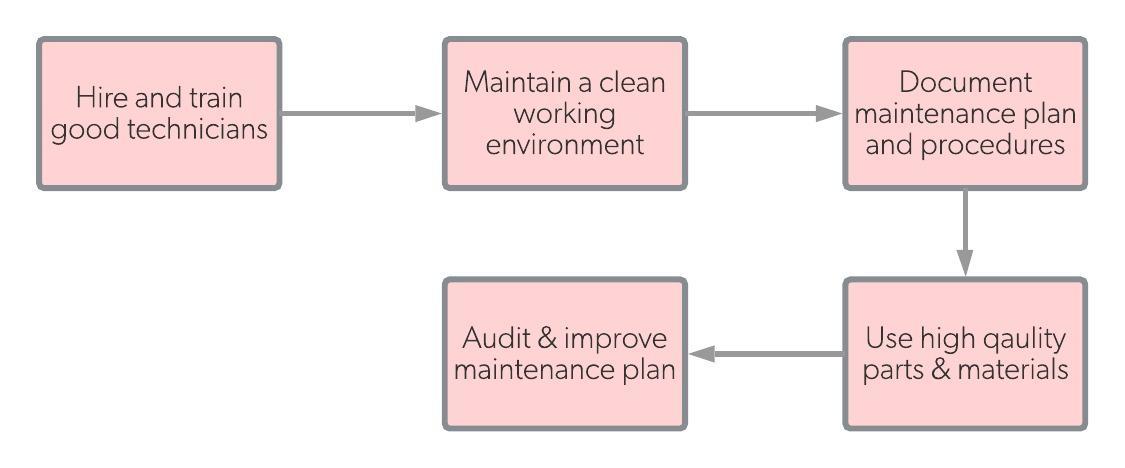 Hire and train
good technicians
Maintain a clean
working
environment
Document
maintenance plan
and procedures
Use high qaulity
parts & materials
Audit & improve
maintenance plan